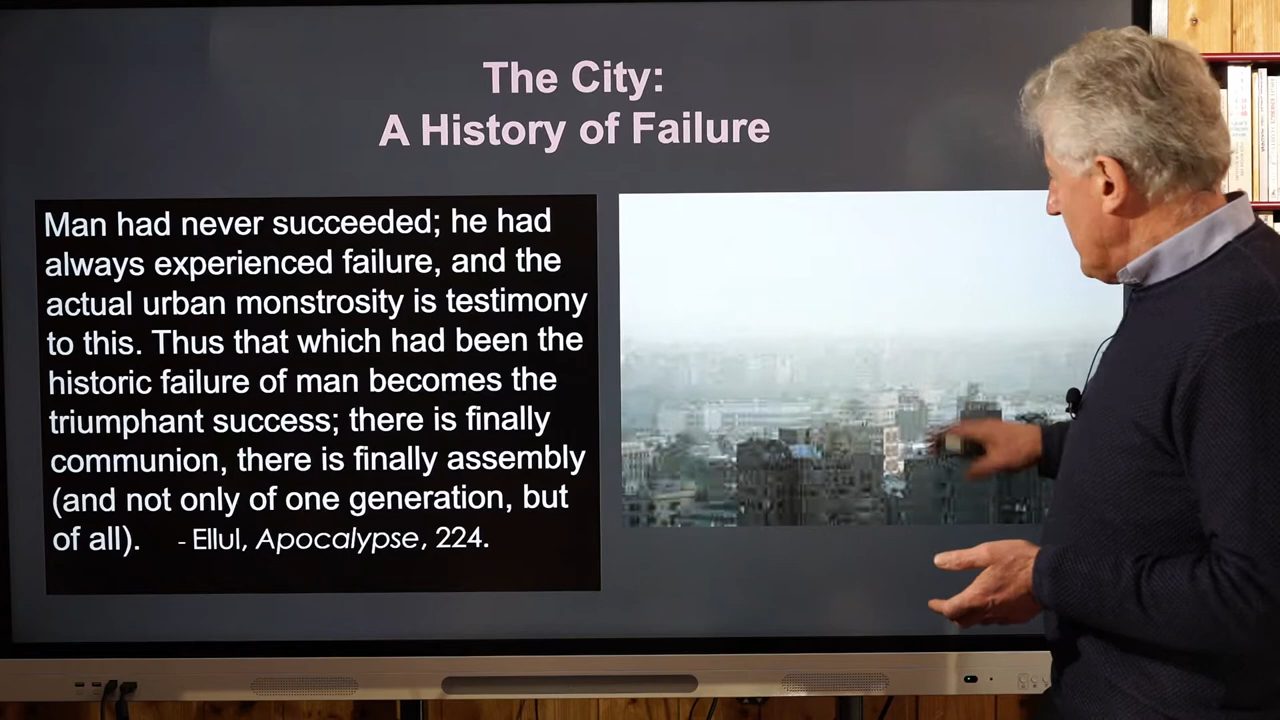 The City:
A History of Failure
Man had never succeeded; he had
always experienced failure, and the
actual urban monstrosity is testimony
to this. Thus that which had been the
historic failure of man becomes the
triumphant success; there is finally
communion, there is finally assembly
(and not only of one generation, but
of all). - Ellul, Apocalypse, 224.